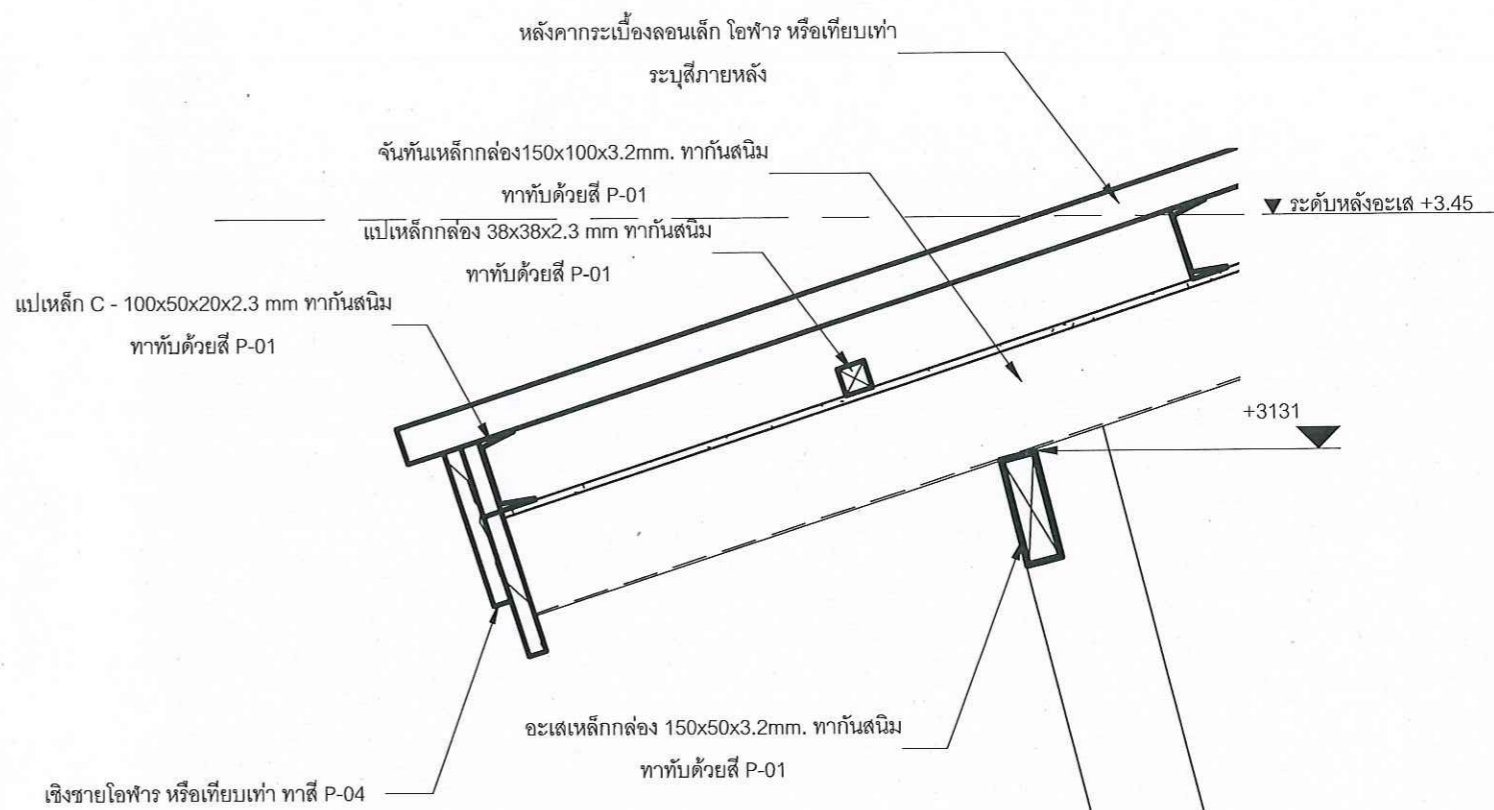 หลังคากระเบื้องลอนเล็ก โอฬาร หรือเทียบเท่า
ระบุสีภายหลัง
จันทันเหล็กกล่อง150x100x3.2mm. ทากันสนิม
ทาทับด้วยสี P-01
▼ ระดับหลังอะเส +3.45
แปเหล็กกล่อง 38x38x2.3 mm ทากันสนิม
ทาทับด้วยสี P-01
แปเหล็ก C - 100x50x20x2.3 mm ทากันสนิม
ทาทับด้วยสี P-01
+3131
อะเสเหล็กกล่อง 150x50x3.2mm. ทากันสนิม
ทาทับด้วยสี P-01
เชิงชายโอฬาร หรือเทียบเท่า ทาสี P-04